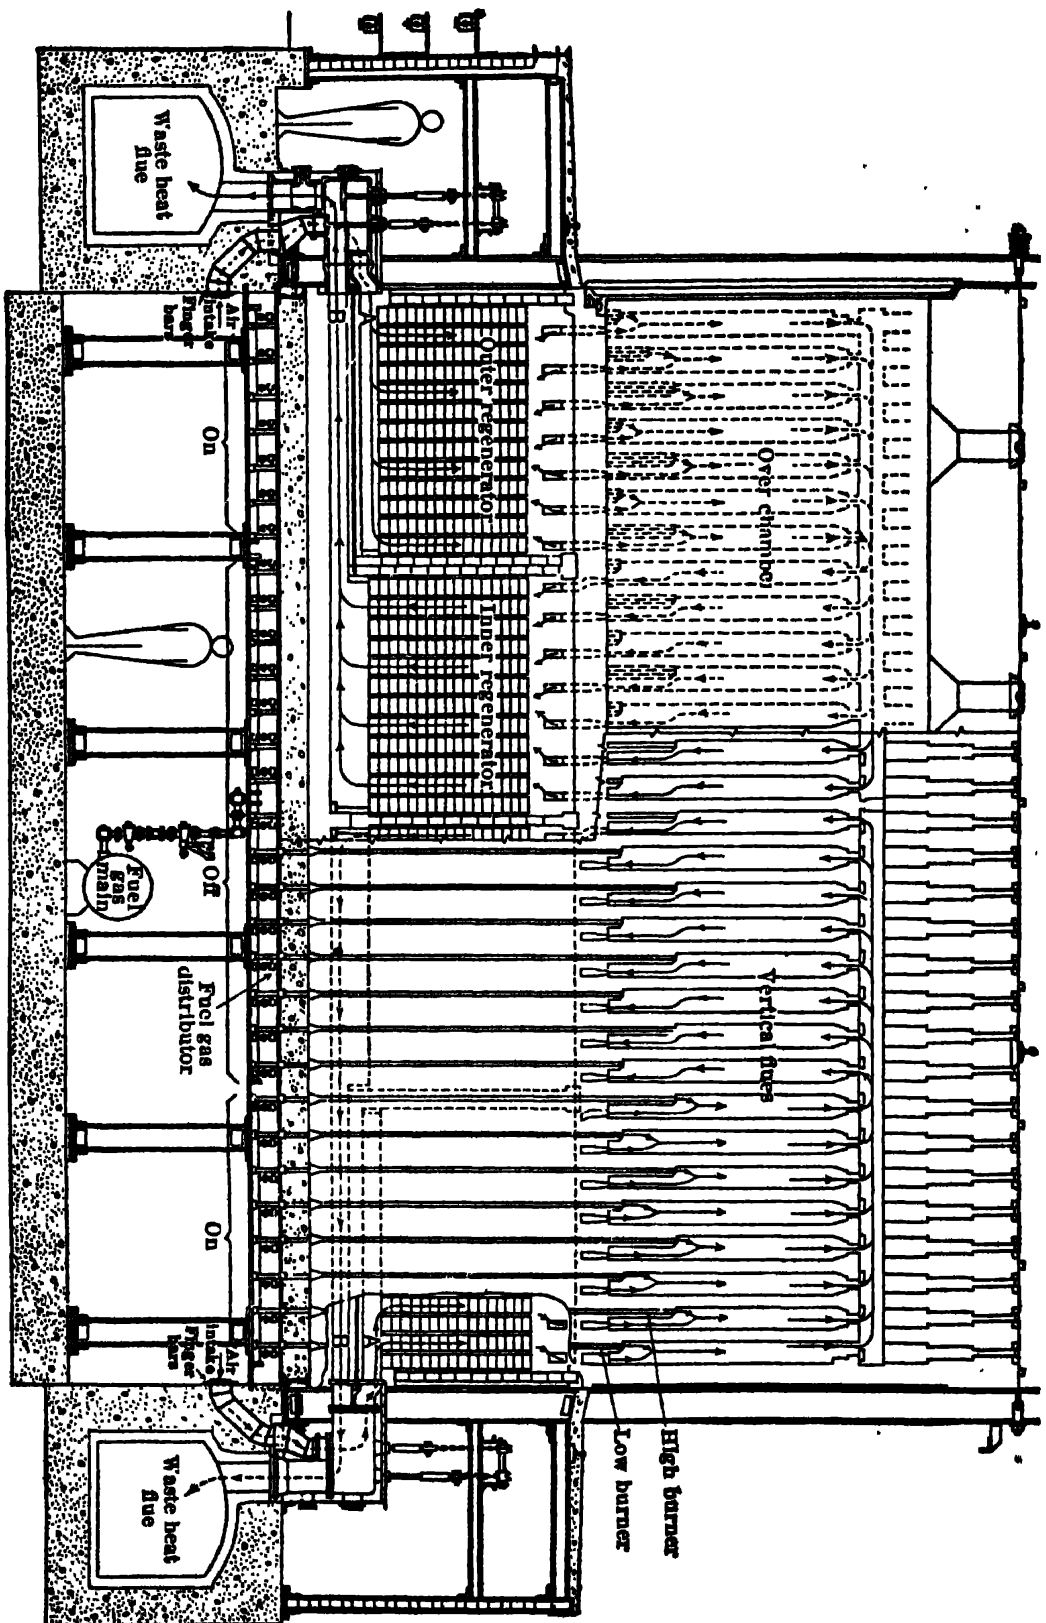 Waste heat
flue
Air
intake
Finger
bars
On
Outer regenerator
Over chamber
Inner regenerator
Off
Fuel
gas
main
Fuel gas
distributor
Vertical flues
On
Air
intake
Finger
bars
High burner
Low burner
Waste heat
flue